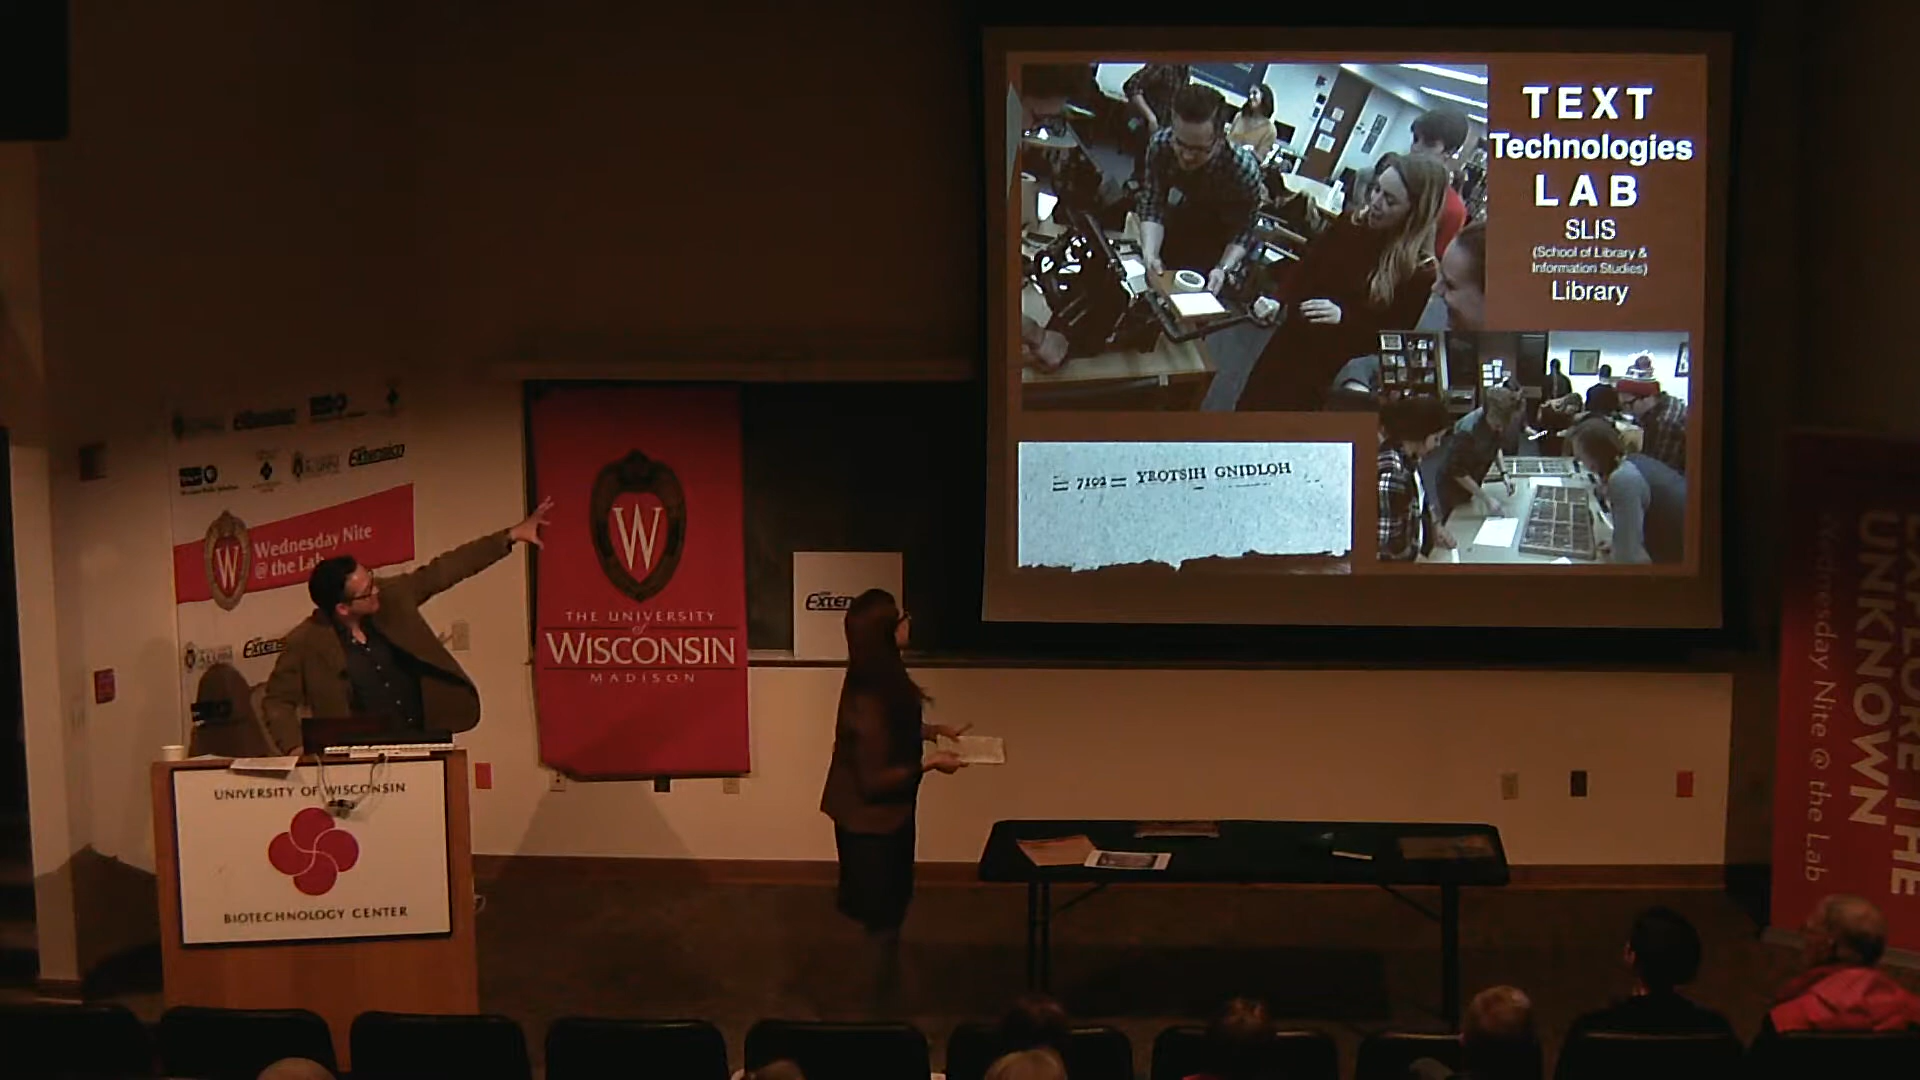 TEXT
Technologies
LAB
SLIS
(School of Library &
Information Studies)
Library
= 7102 = YROTSIH GNIDLOH
Extension
Wednesday Nite
@ the Lab
W
W
THE UNIVERSITY
of
WISCONSIN
MADISON
UNIVERSITY OF WISCONSIN
BIOTECHNOLOGY CENTER
EXPLORE THE
UNKNOWN
Wednesday Nite @ the Lab